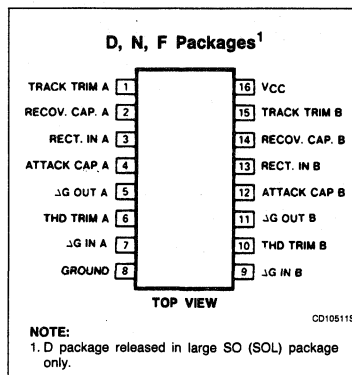 D, N, F Packages1
TRACK TRIM A 1
RECOV. CAP. A 2
RECT. IN A 3
ATTACK CAP A 4
ΔG OUT A 5
THD TRIM A 6
ΔG IN A 7
GROUND 8
16 VCC
15 TRACK TRIM B
14 RECOV. CAP. B
13 RECT. IN B
12 ATTACK CAP B
11 ΔG OUT B
10 THD TRIM B
9 ΔG IN B
TOP VIEW
CD10511S
NOTE:
1. D package released in large SO (SOL) package
only.